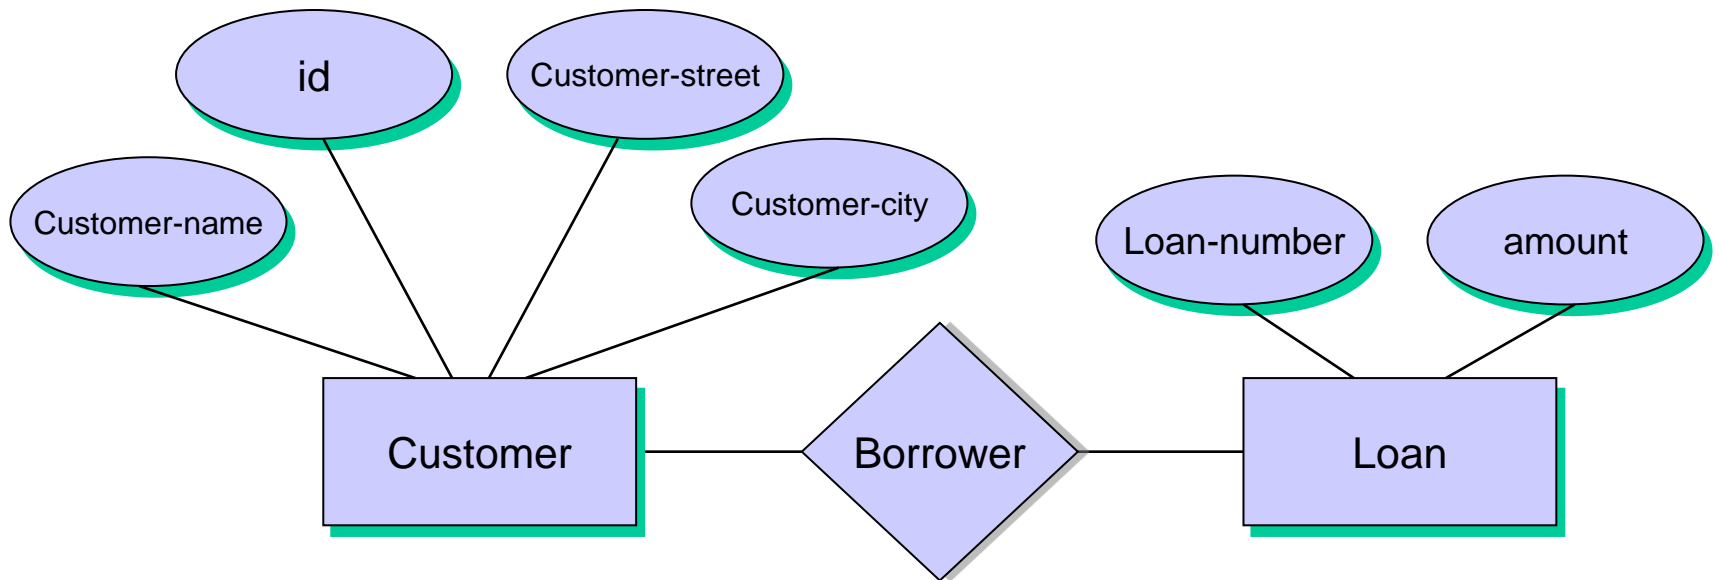 id
Customer-street
Customer-name
Customer-city
Loan-number
amount
Customer
Borrower
Loan